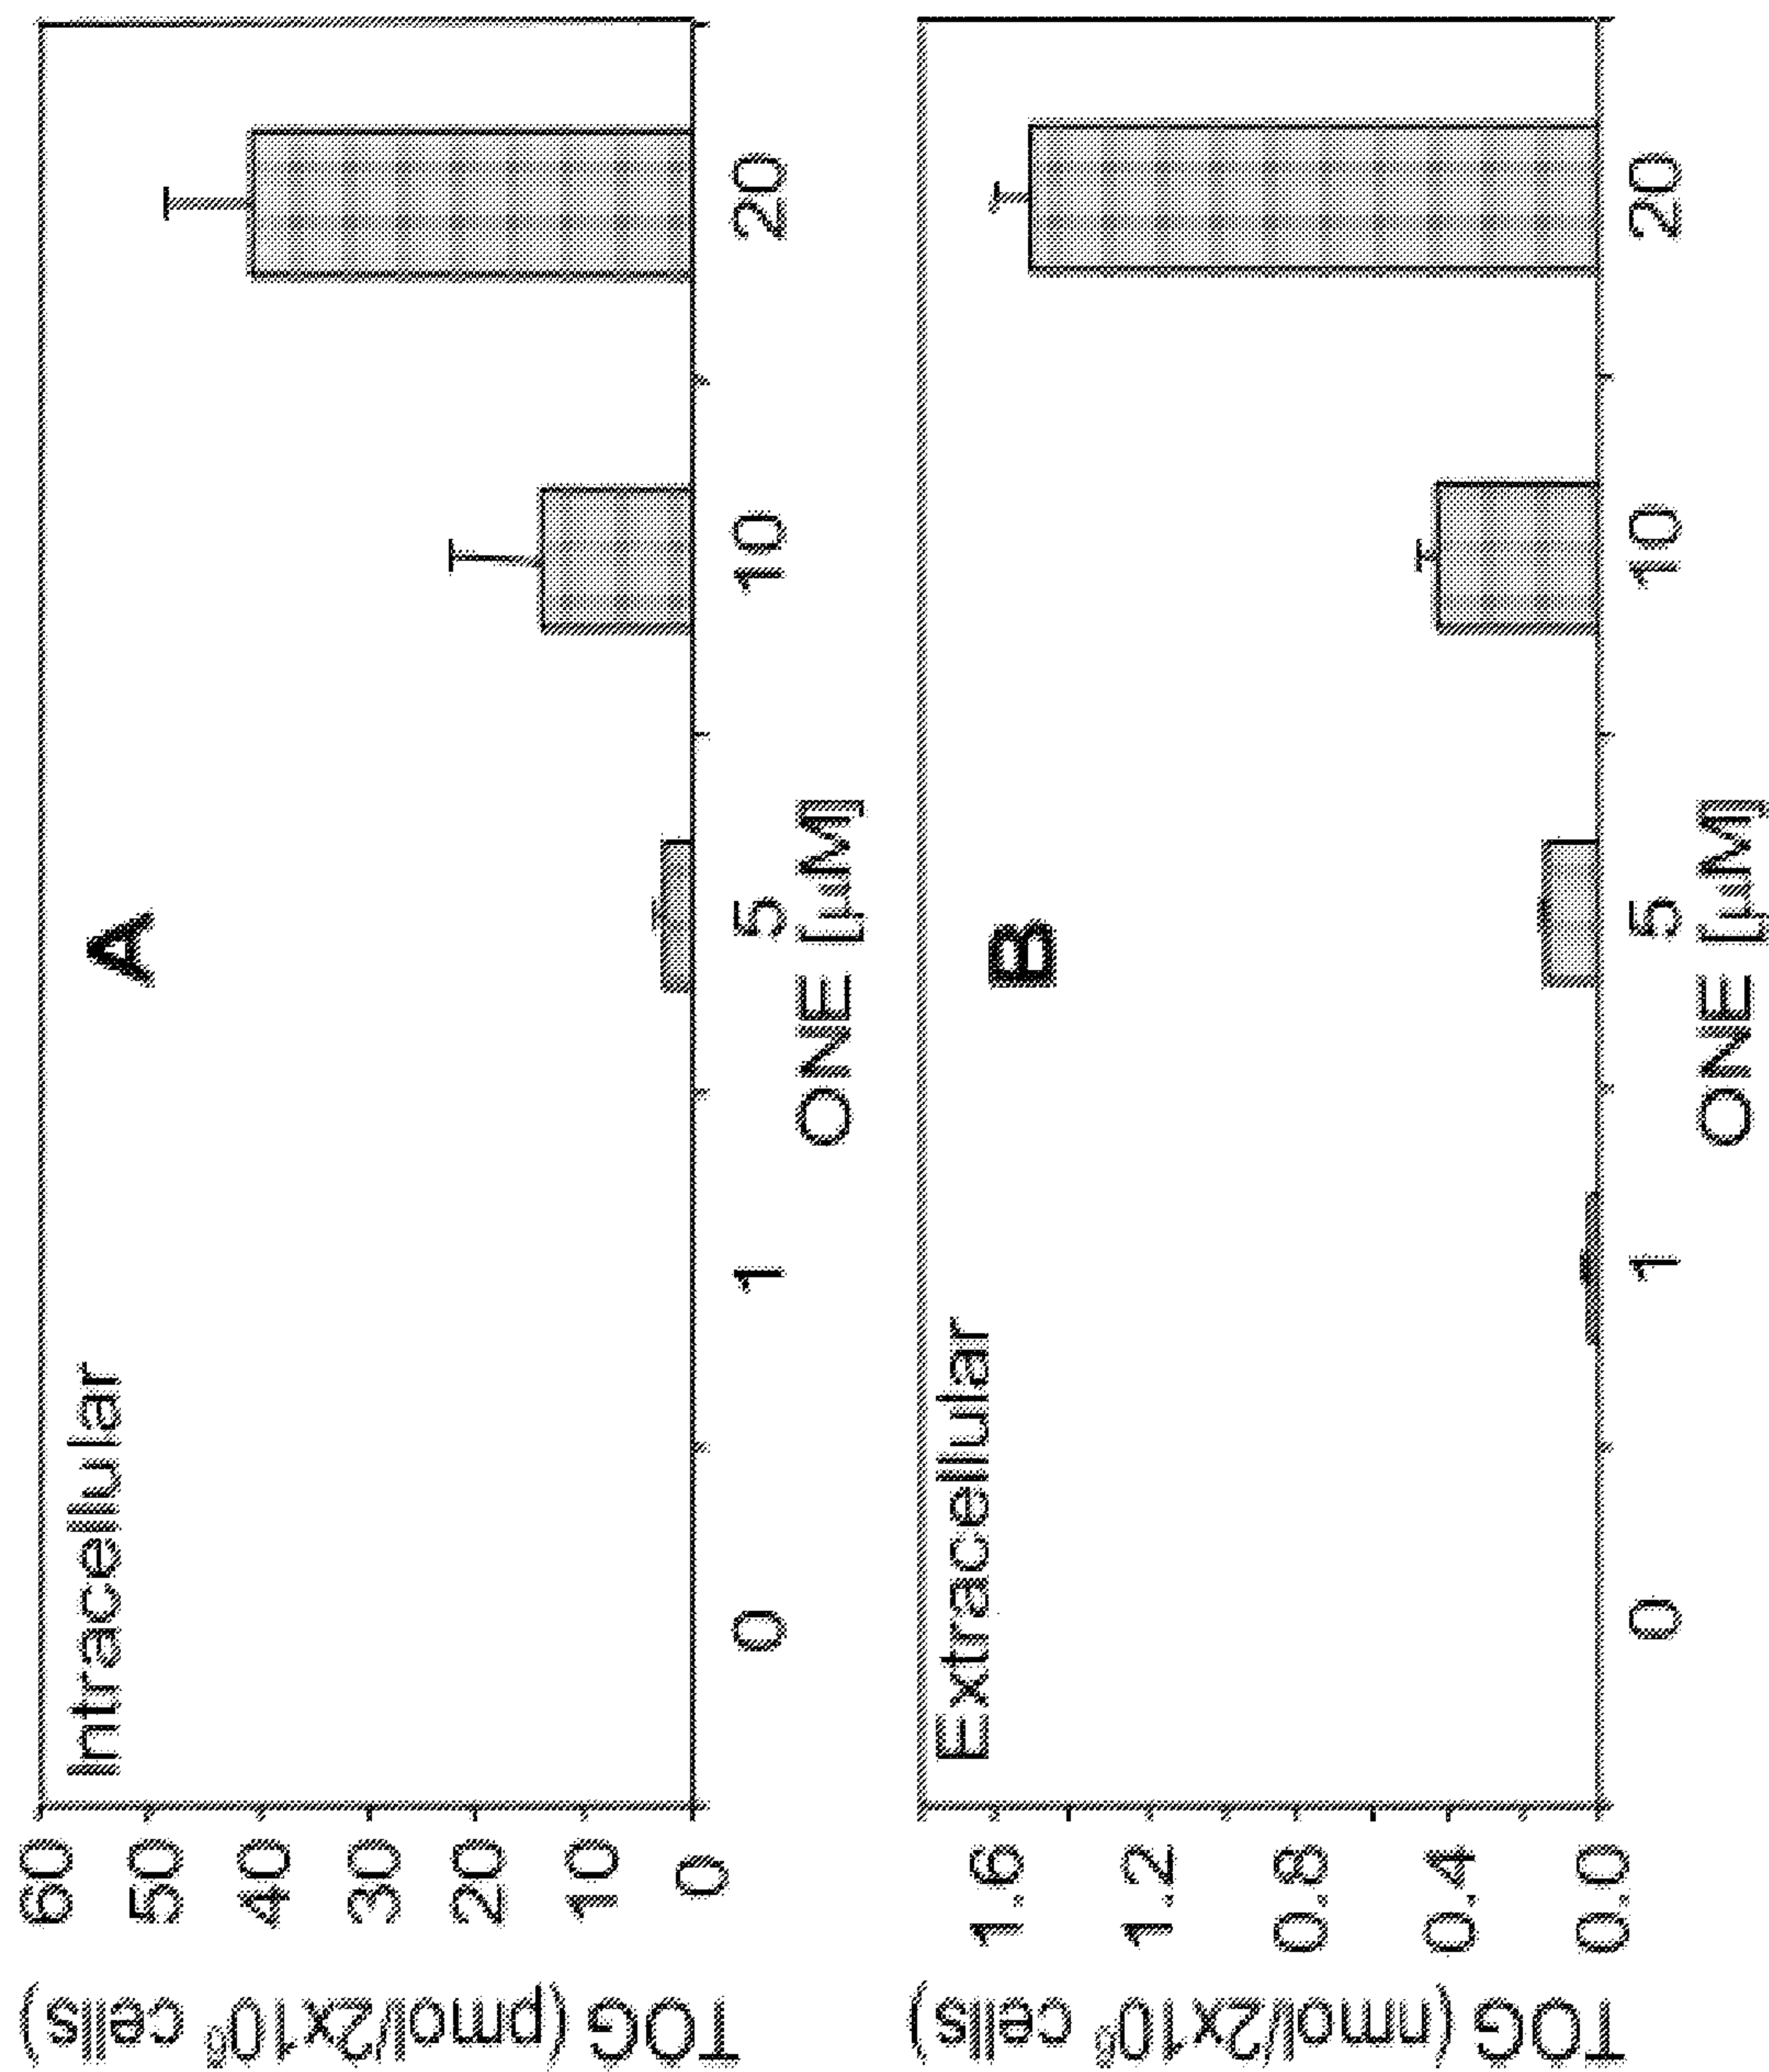 Intracellular
A
60
50
40
30
20
10
0
TOG (pmol/2x10⁶ cells)
0 1 5 10 20
ONE [µM]
Extracellular
B
1.6
1.2
0.8
0.4
0.0
TOG (nmol/2x10⁶ cells)
0 1 5 10 20
ONE [µM]